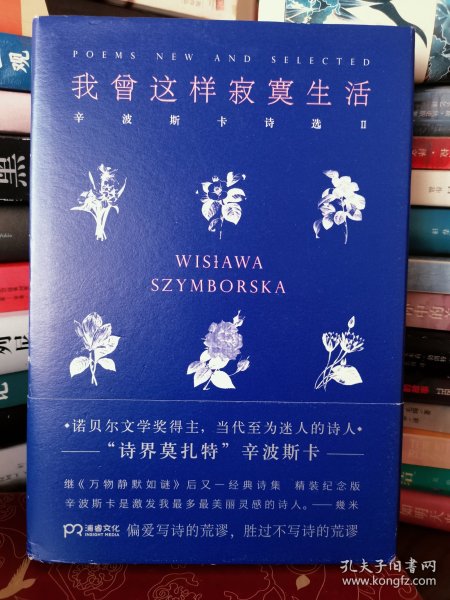 POEMS NEW AND SELECTED
我曾这样寂寞生活
辛波斯卡诗选 II
WISŁAWA
SZYMBORSKA
•诺贝尔文学奖得主，当代至为迷人的诗人•
——“诗界莫扎特”辛波斯卡——
继《万物静默如谜》后又一经典诗集 精装纪念版
辛波斯卡是激发我最多最美丽灵感的诗人。——幾米
浦睿文化
INSIGHT MEDIA
偏爱写诗的荒谬，胜过不写诗的荒谬
孔夫子旧书网
www.kongfz.com